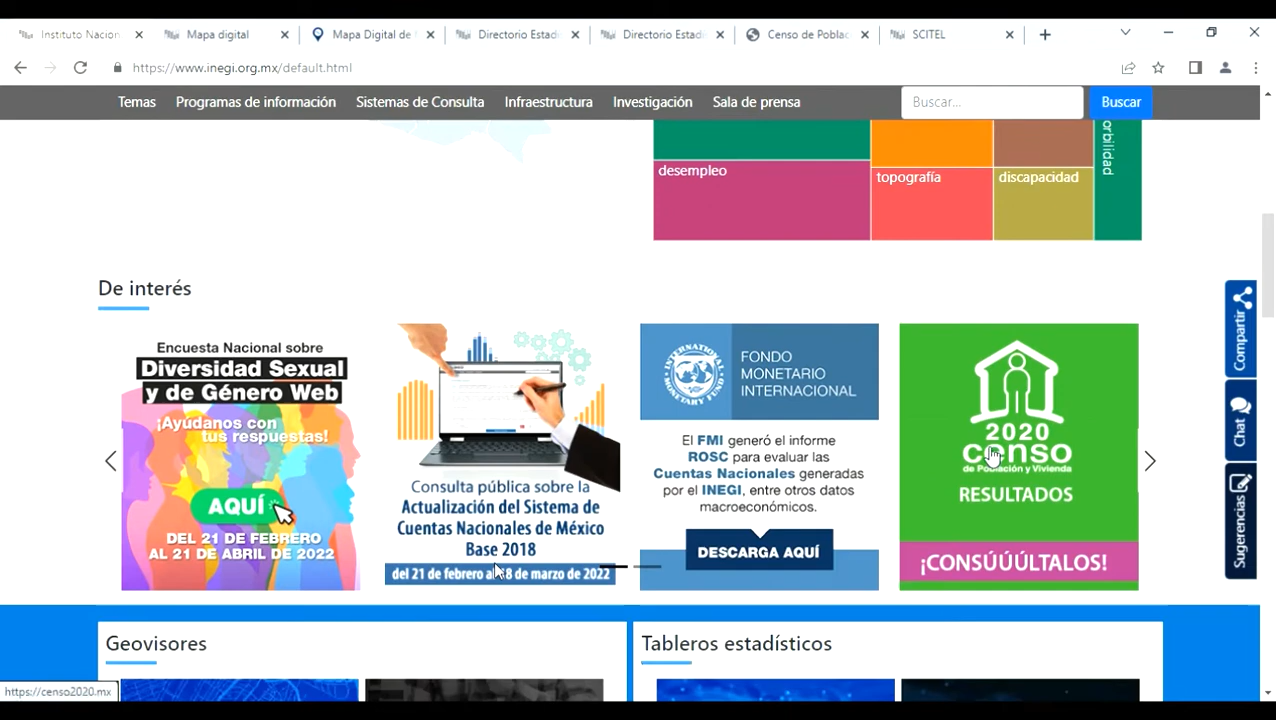 Instituto Nacion
Mapa digital
Mapa Digital de
Directorio Estadí
Directorio Estadí
Censo de Poblac
SCITEL
https://www.inegi.org.mx/default.html
Temas
Programas de información
Sistemas de Consulta
Infraestructura
Investigación
Sala de prensa
Buscar...
Buscar
desempleo
topografía
discapacidad
De interés
Encuesta Nacional sobre
Diversidad Sexual
y de Género Web
¡Ayúdanos con
tus respuestas!
AQUÍ
DEL 21 DE FEBRERO
AL 21 DE ABRIL DE 2022
Consulta pública sobre la
Actualización del Sistema de
Cuentas Nacionales de México
Base 2018
del 21 de febrero al 18 de marzo de 2022
INTERNATIONAL MONETARY FUND
FONDO
MONETARIO
INTERNACIONAL
El FMI generó el informe
ROSC para evaluar las
Cuentas Nacionales generadas
por el INEGI, entre otros datos
macroeconómicos.
DESCARGA AQUÍ
2020
censo
de Población y Vivienda
RESULTADOS
¡CONSÚÚÚLTALOS!
Compartir
Chat
Sugerencias
Geovisores
Tableros estadísticos
https://censo2020.mx